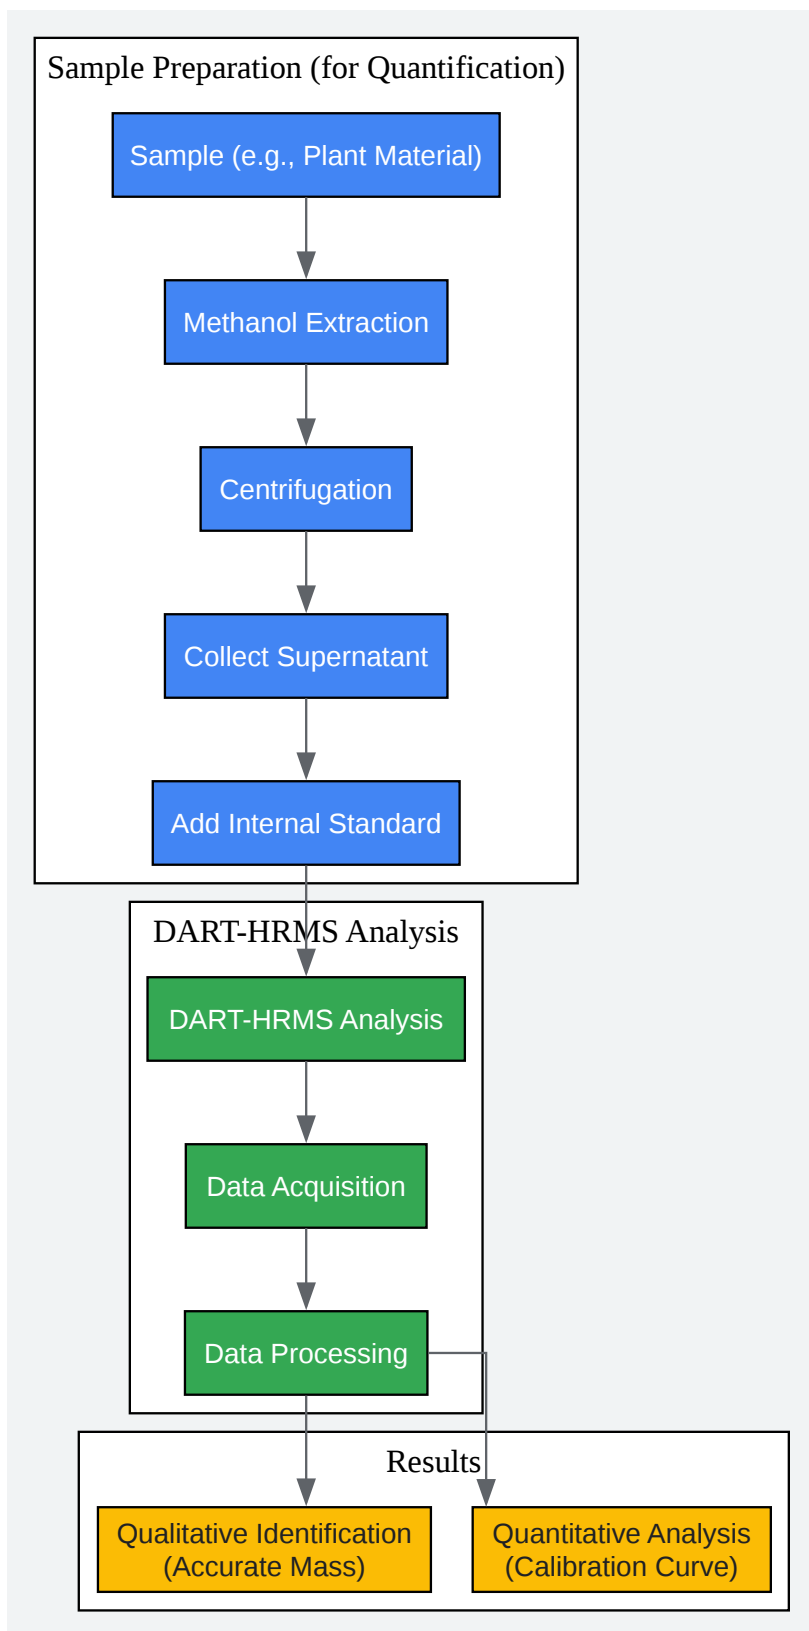 Sample Preparation (for Quantification)
Sample (e.g., Plant Material)
Methanol Extraction
Centrifugation
Collect Supernatant
Add Internal Standard
DART-HRMS Analysis
DART-HRMS Analysis
Data Acquisition
Data Processing
Results
Qualitative Identification
(Accurate Mass)
Quantitative Analysis
(Calibration Curve)